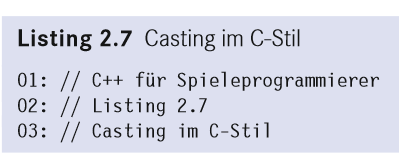 Listing 2.7 Casting im C-Stil
01: // C++ für Spieleprogrammierer
02: // Listing 2.7
03: // Casting im C-Stil